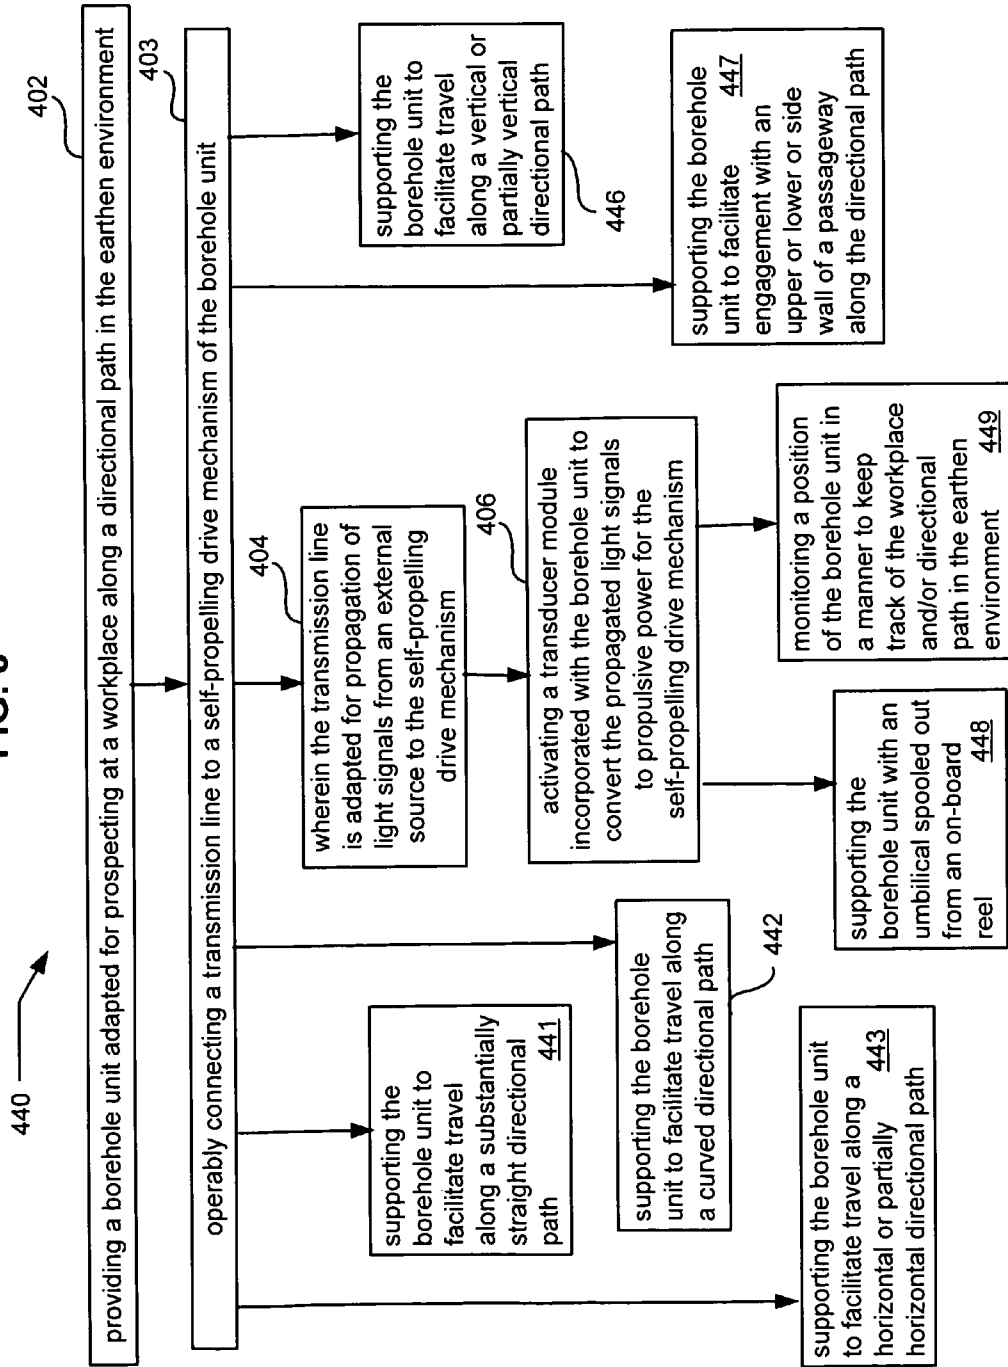 440
402
providing a borehole unit adapted for prospecting at a workplace along a directional path in the earthen environment
403
operably connecting a transmission line to a self-propelling drive mechanism of the borehole unit
404
wherein the transmission line
is adapted for propagation of
light signals from an external
source to the self-propelling
drive mechanism
406
activating a transducer module
incorporated with the borehole unit to
convert the propagated light signals
to propulsive power for the
self-propelling drive mechanism
supporting the
borehole unit to
facilitate travel
along a substantially
straight directional
path 441
supporting the borehole
unit to facilitate travel along
a curved directional path
442
supporting the borehole unit
to facilitate travel along a
horizontal or partially 443
horizontal directional path
supporting the
borehole unit to
facilitate travel
along a vertical or
partially vertical
directional path
446
supporting the borehole
unit to facilitate 447
engagement with an
upper or lower or side
wall of a passageway
along the directional path
supporting the
borehole unit with an
umbilical spooled out
from an on-board
reel 448
monitoring a position
of the borehole unit in
a manner to keep
track of the workplace
and/or directional
path in the earthen
environment 449